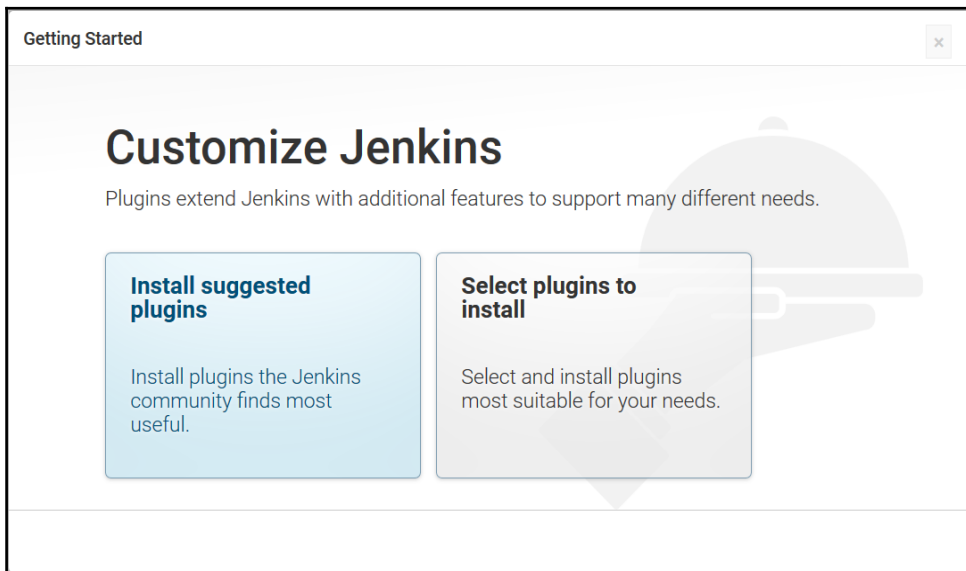 Getting Started
×
Customize Jenkins
Plugins extend Jenkins with additional features to support many different needs.
Install suggested
plugins
Install plugins the Jenkins
community finds most
useful.
Select plugins to
install
Select and install plugins
most suitable for your needs.